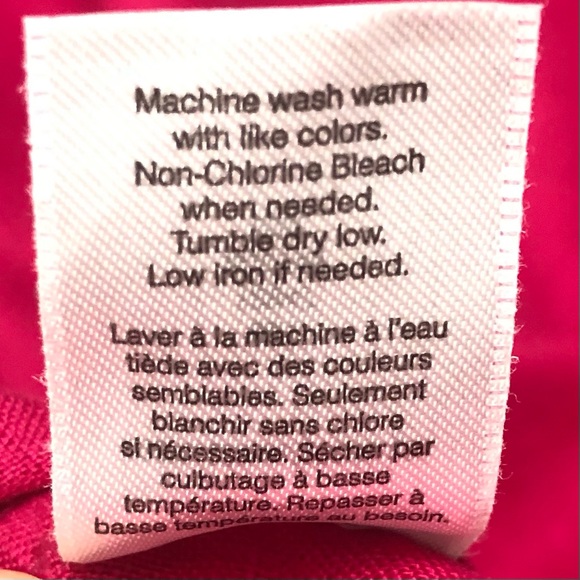 Machine wash warm
with like colors.
Non-Chlorine Bleach
when needed.
Tumble dry low.
Low iron if needed.
Laver à la machine à l'eau
tiède avec des couleurs
semblables. Seulement
blanchir sans chlore
si nécessaire. Sécher par
culbutage à basse
température. Repasser à
basse température au besoin.